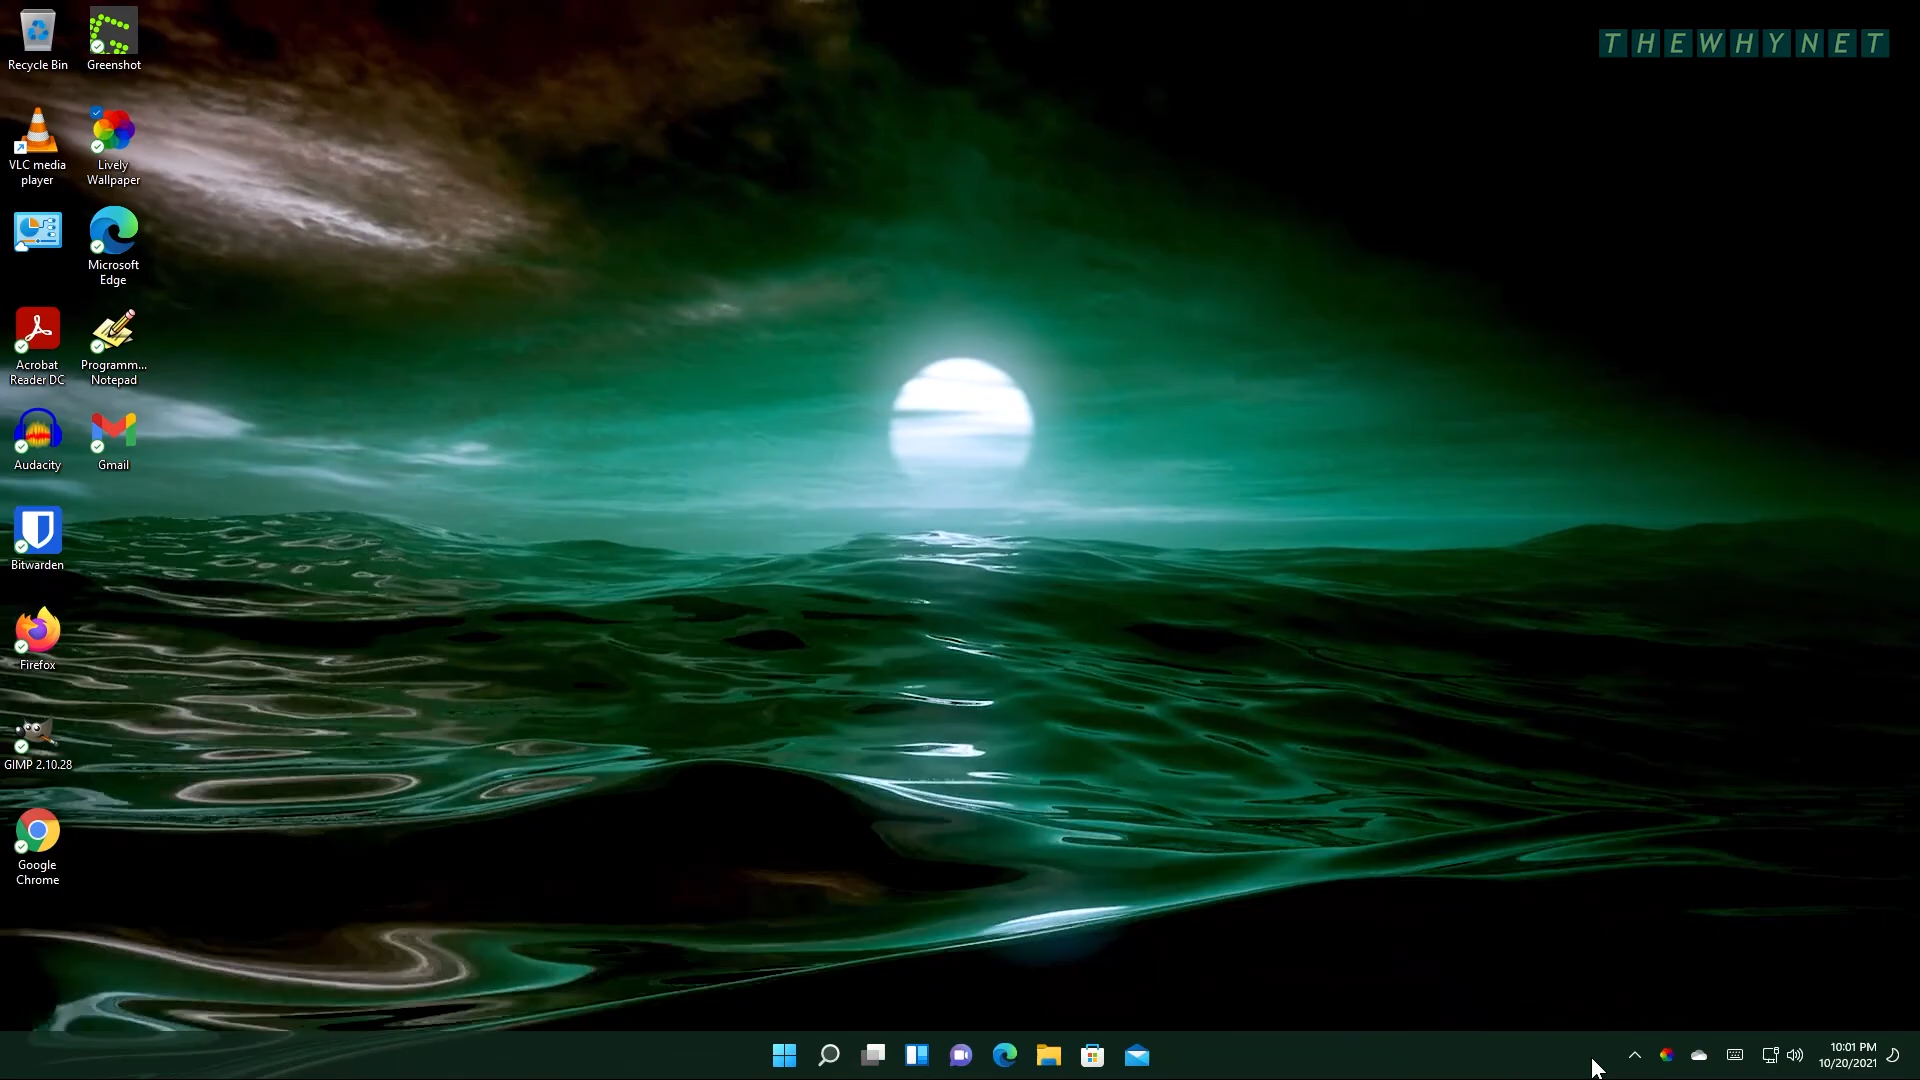 THEWHYNET
Recycle Bin
Greenshot
VLC media
player
Lively
Wallpaper
Microsoft
Edge
Acrobat
Reader DC
Programm...
Notepad
Audacity
Gmail
Bitwarden
Firefox
GIMP 2.10.28
Google
Chrome
10:01 PM
10/20/2021